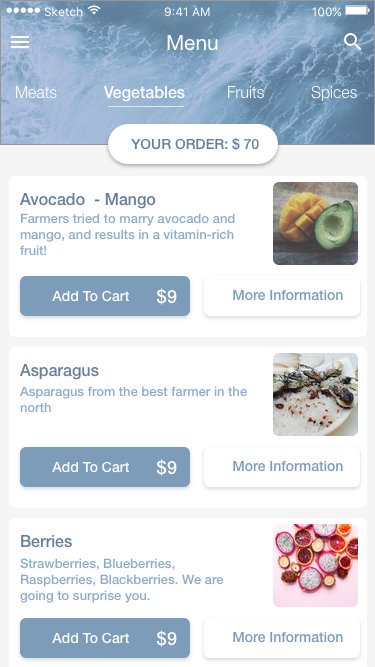 Sketch 9:41 AM 100%
Menu
Meats Vegetables Fruits Spices
YOUR ORDER: $ 70
Avocado - Mango
Farmers tried to marry avocado and
mango, and results in a vitamin-rich
fruit!
Add To Cart $9 More Information
Asparagus
Asparagus from the best farmer in the
north
Add To Cart $9 More Information
Berries
Strawberries, Blueberries,
Raspberries, Blackberries. We are
going to surprise you.
Add To Cart $9 More Information